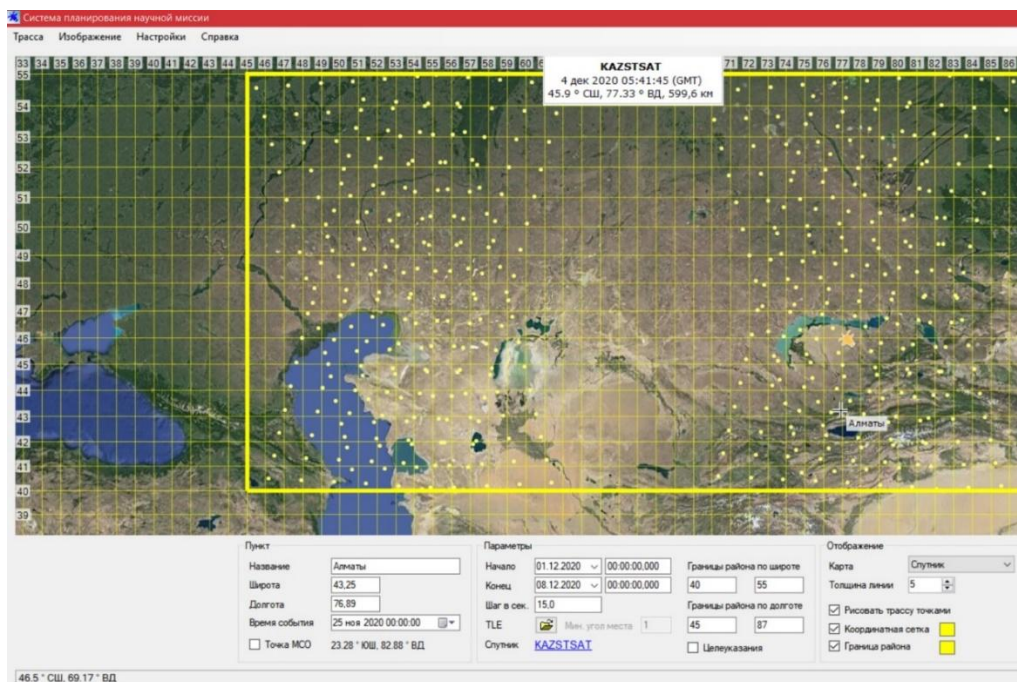 Система планирования научной миссии
Трасса Изображение Настройки Справка
33 34 35 36 37 38 39 40 41 42 43 44 45 46 47 48 49 50 51 52 53 54 55 56 57 58 59 60 71 72 73 74 75 76 77 78 79 80 81 82 83 84 85 86
KAZSTSAT
4 дек 2020 05:41:45 (GMT)
45.9 ° СШ, 77.33 ° ВД, 599,6 км
55
54
53
52
51
50
49
48
47
46
45
44
43
42
41
40
39
Алматы
Пункт
Название Алматы
Широта 43,25
Долгота 76,89
Время события 25 ноя 2020 00:00:00
Точка МСО 23.28 ° ЮШ, 82.88 ° ВД
Параметры
Начало 01.12.2020 00:00:00,000 Границы района по широте
Конец 08.12.2020 00:00:00,000 40 55
Шаг в сек. 15,0 Границы района по долготе
TLE Мин. угол места 1 45 87
Спутник KAZSTSAT Целеуказания
Отображение
Карта Спутник
Толщина линии 5
Рисовать трассу точками
Координатная сетка
Граница района
46.5 ° СШ, 69.17 ° ВД